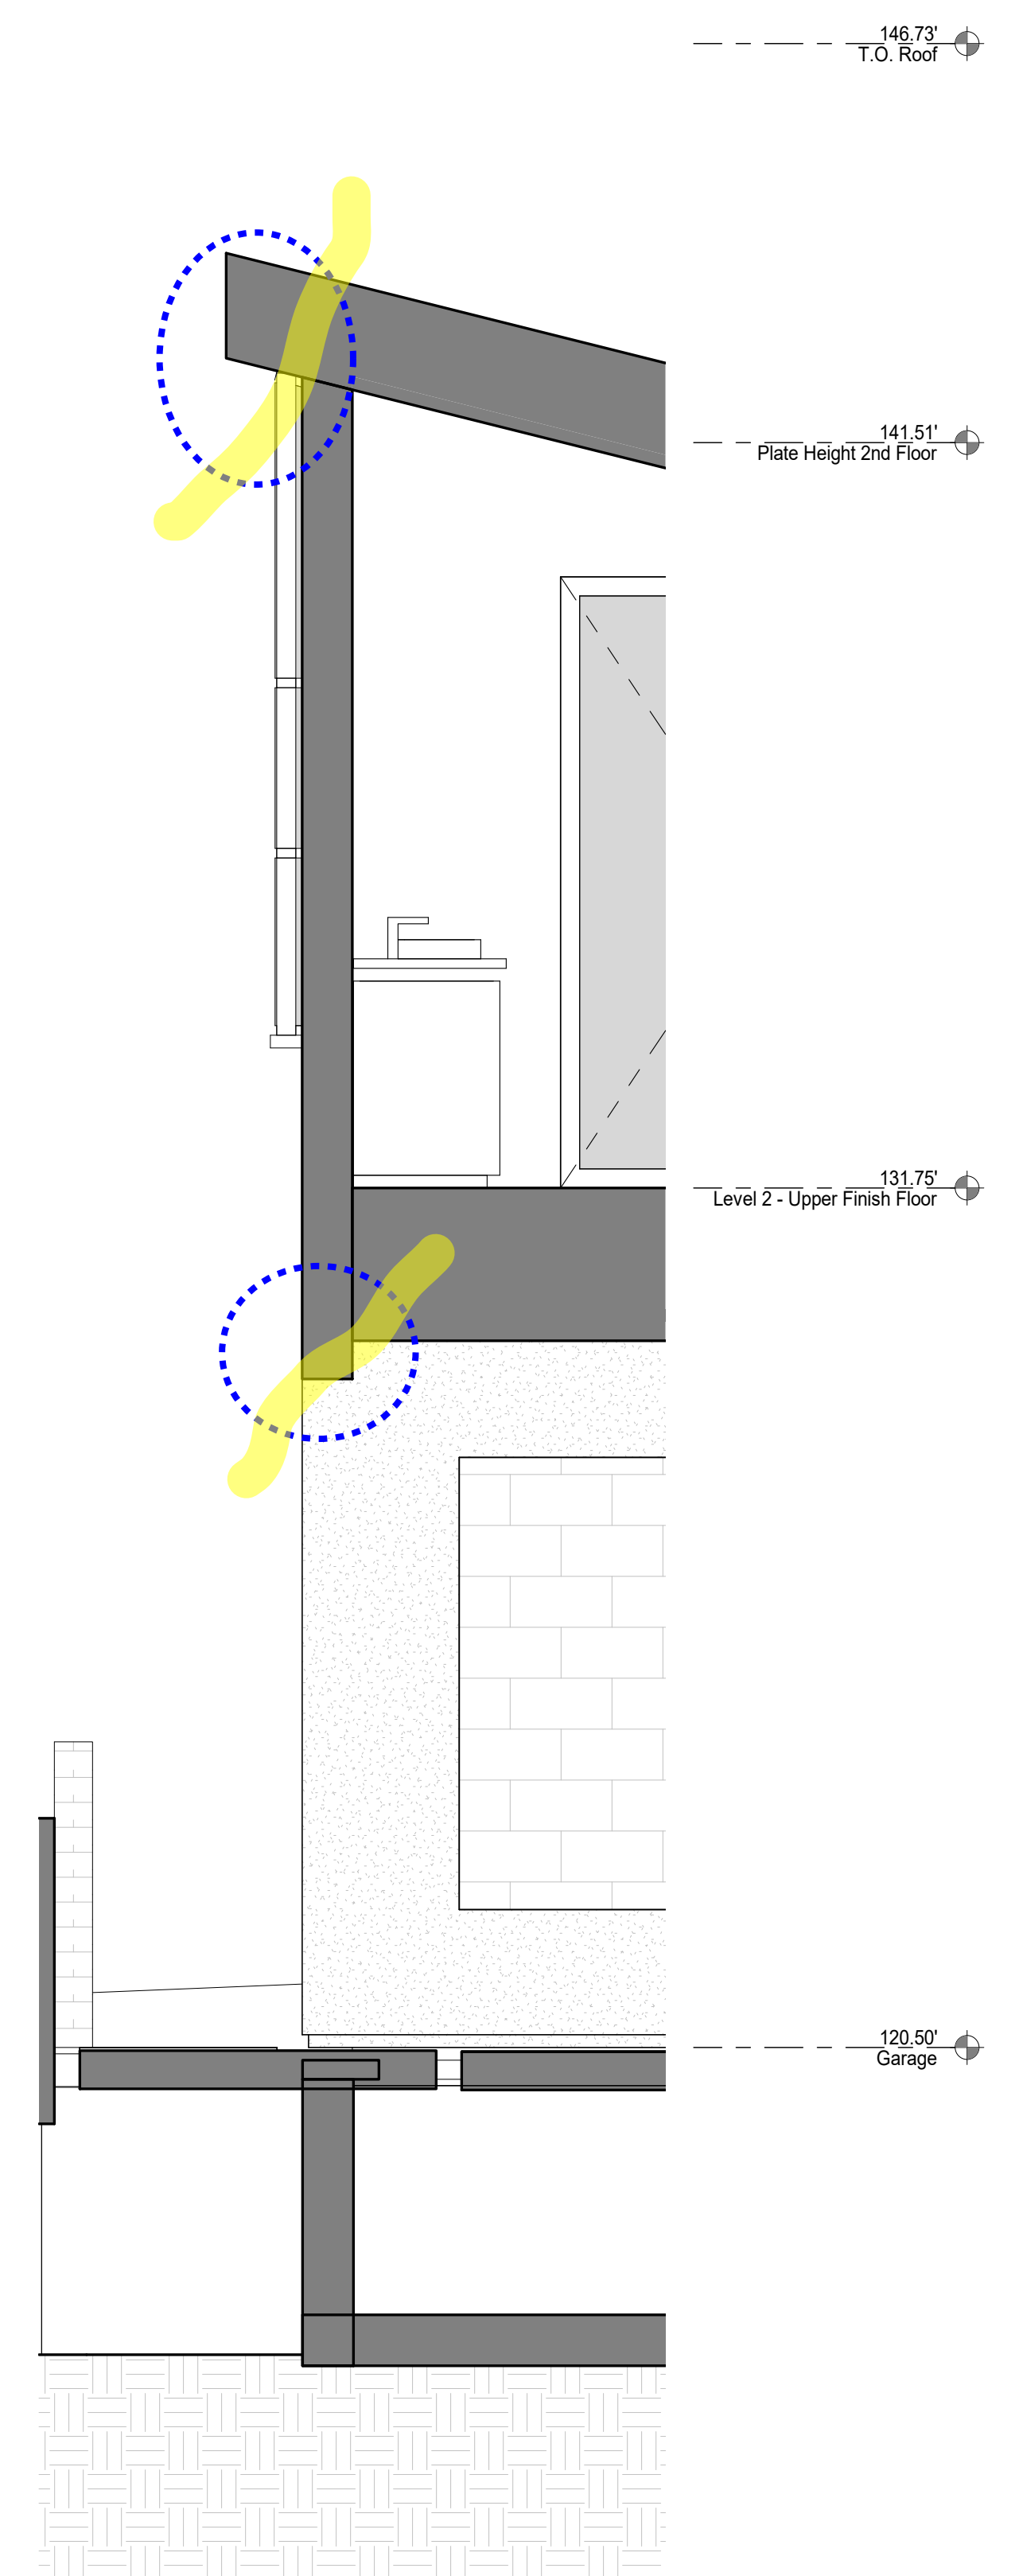 146.73'
T.O. Roof
141.51'
Plate Height 2nd Floor
131.75'
Level 2 - Upper Finish Floor
120.50'
Garage